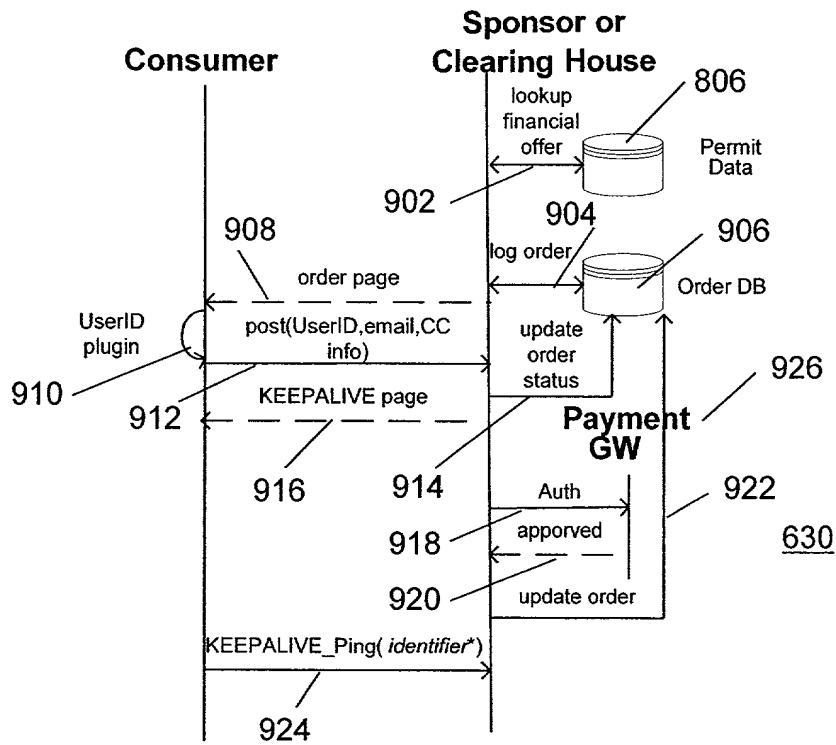 Sponsor or
Consumer
Clearing House
lookup
financial
offer
806
Permit
Data
902
904
908
log order
906
order page
Order DB
UserID
plugin
post(UserID,email,CC
info)
update
order
status
910
912
KEEPALIVE page
926
Payment
GW
916
914
922
Auth
918
apporved
630
920
update order
KEEPALIVE_Ping( identifier*)
924